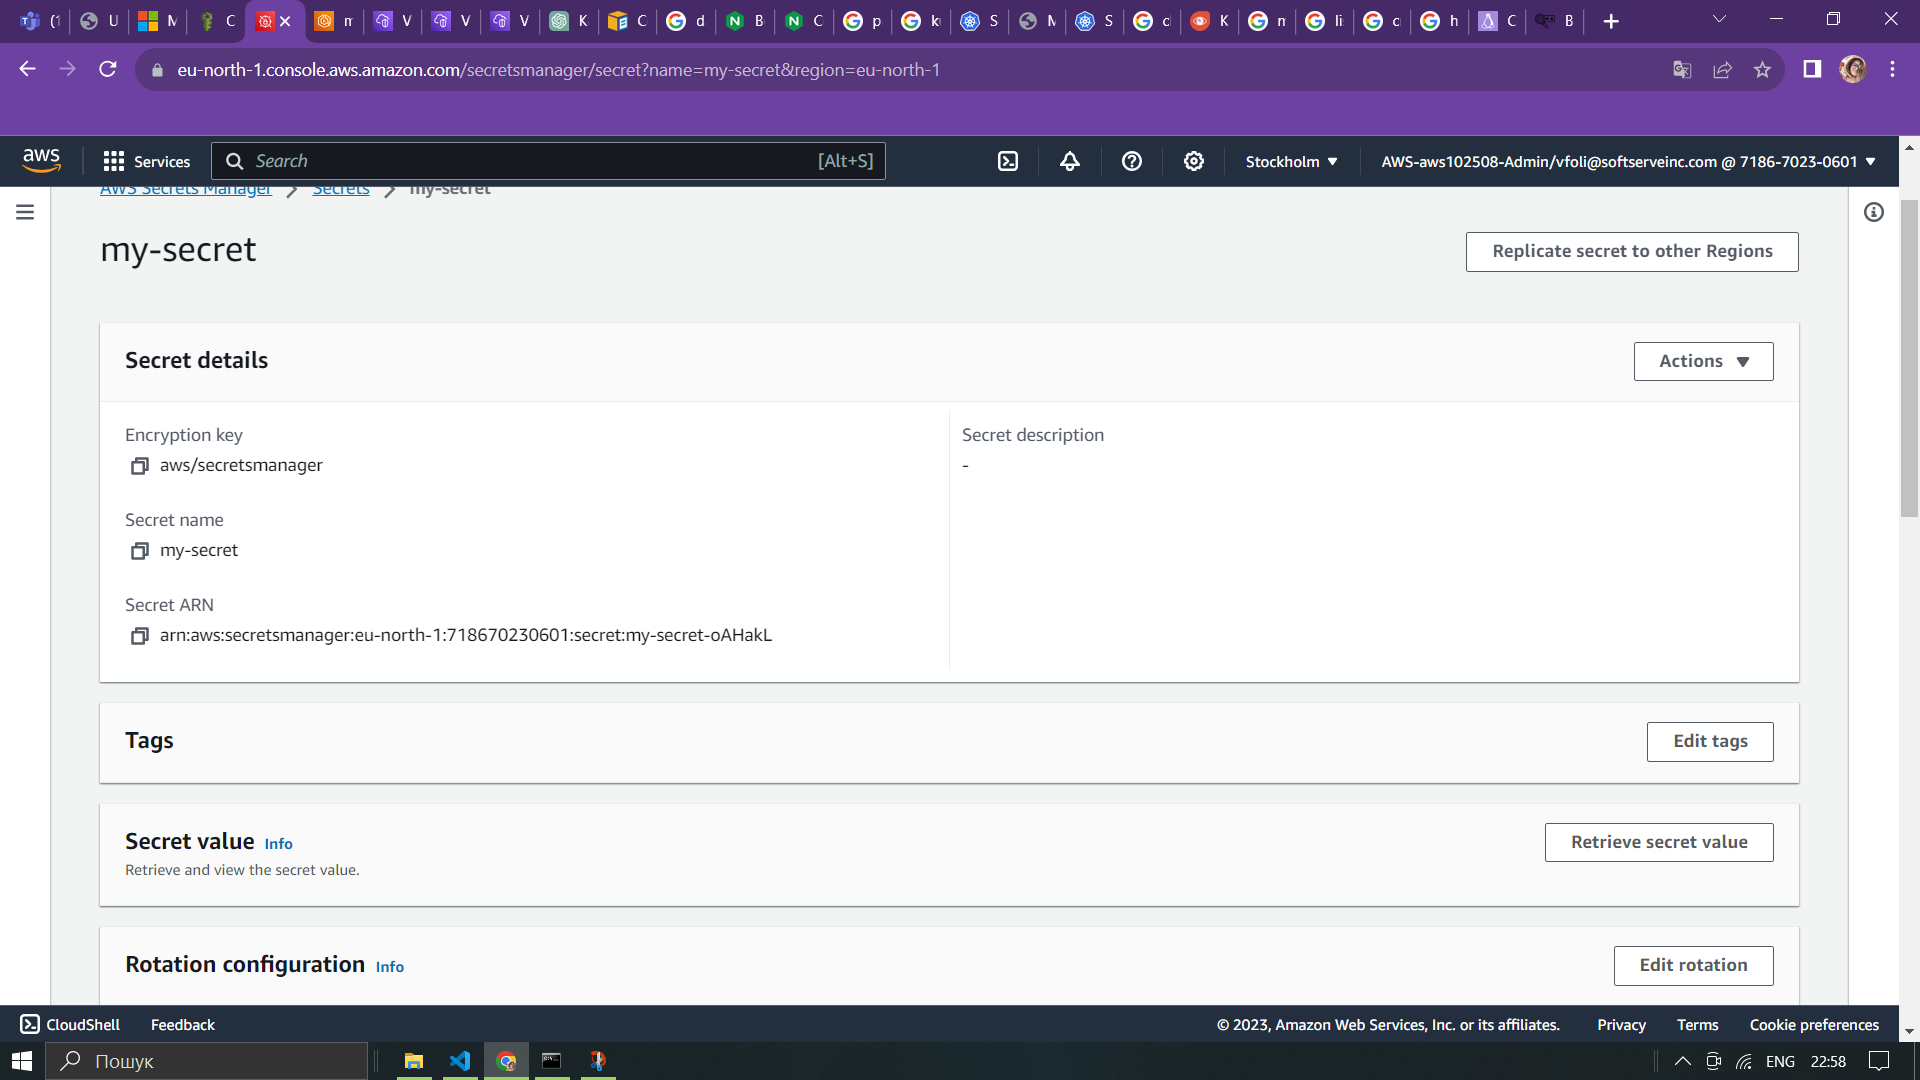 (1
U
M
C
m
V
V
V
K
C
d
B
C
p
k
S
M
S
cl
K
m
li
o
h
C
B
eu-north-1.console.aws.amazon.com/secretsmanager/secret?name=my-secret&region=eu-north-1
aws
Services
Search
[Alt+S]
Stockholm
AWS-aws102508-Admin/vfoli@softserveinc.com @ 7186-7023-0601
AWS Secrets Manager
Secrets
my-secret
my-secret
Replicate secret to other Regions
Secret details
Actions
Encryption key
aws/secretsmanager
Secret description
-
Secret name
my-secret
Secret ARN
arn:aws:secretsmanager:eu-north-1:718670230601:secret:my-secret-oAHakL
Tags
Edit tags
Secret value Info
Retrieve and view the secret value.
Retrieve secret value
Rotation configuration Info
Edit rotation
CloudShell
Feedback
© 2023, Amazon Web Services, Inc. or its affiliates.
Privacy
Terms
Cookie preferences
Пошук
ENG
22:58